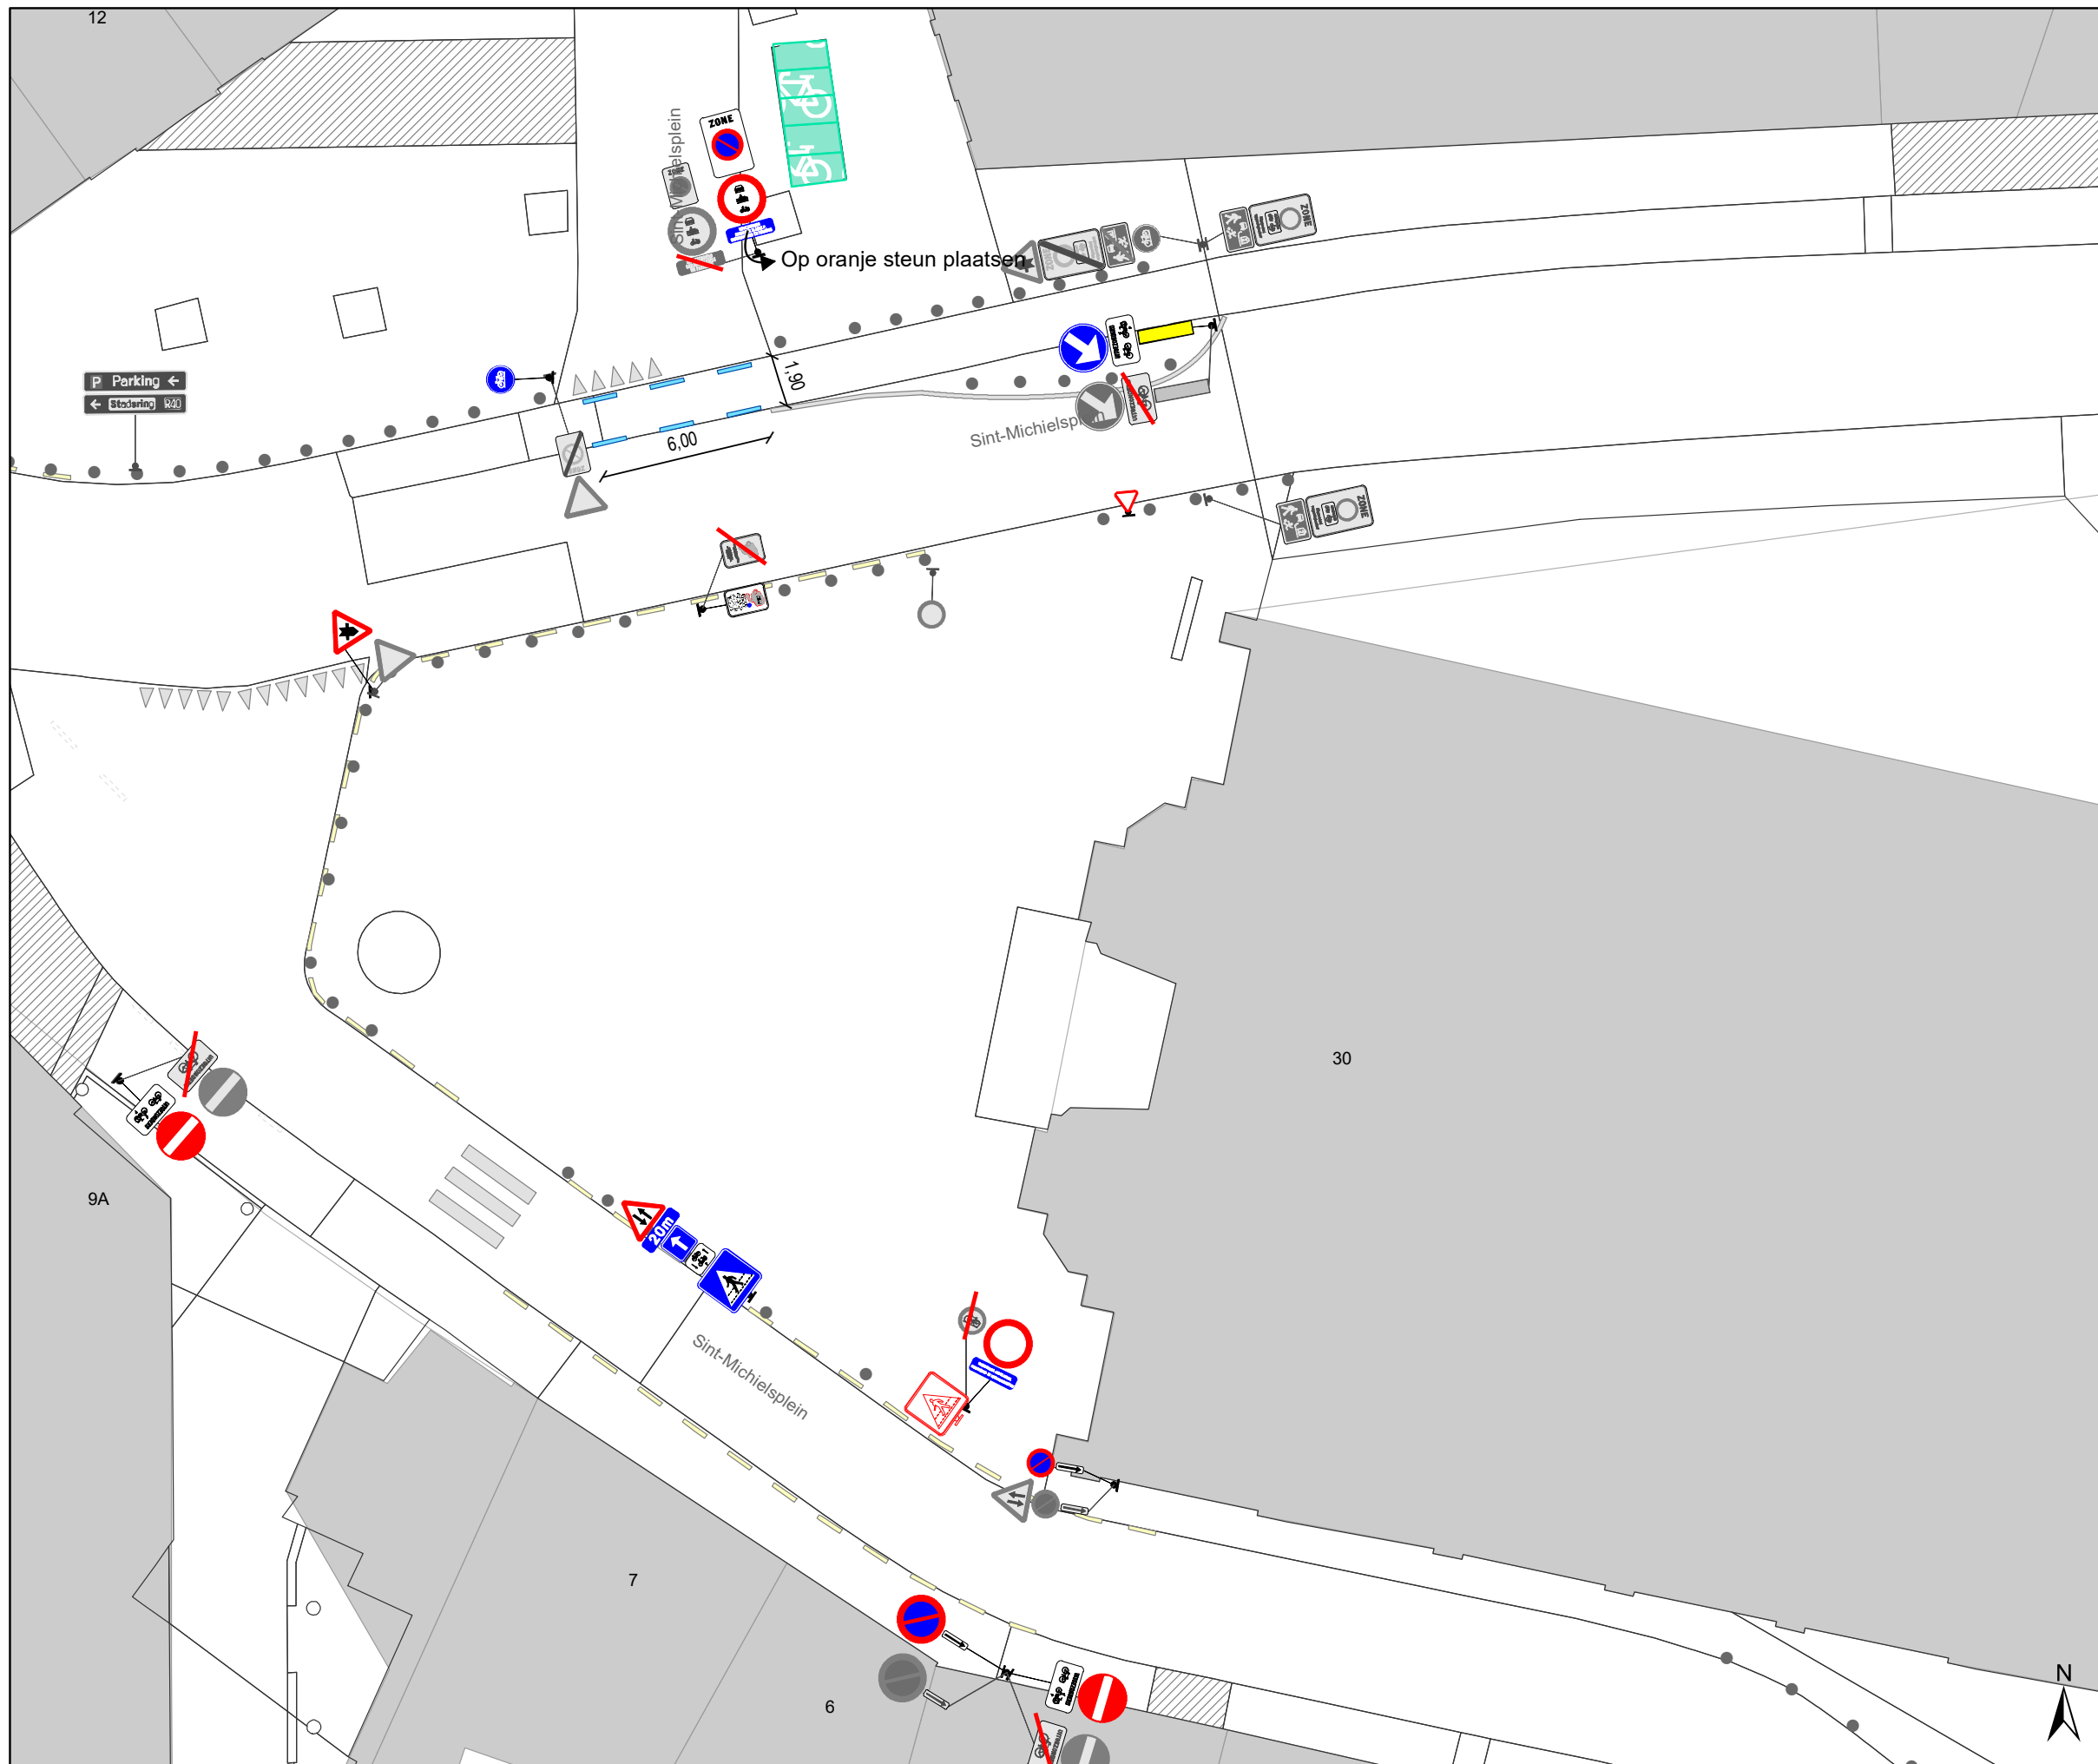 12
ZONE
Sint-Michielsplein
Op oranje steun plaatsen
ZONE
P Parking ←
← Stadsring R40
1,90
6,00
Sint-Michielsplein
ZONE
30
9A
20m
Sint-Michielsplein
7
6
N